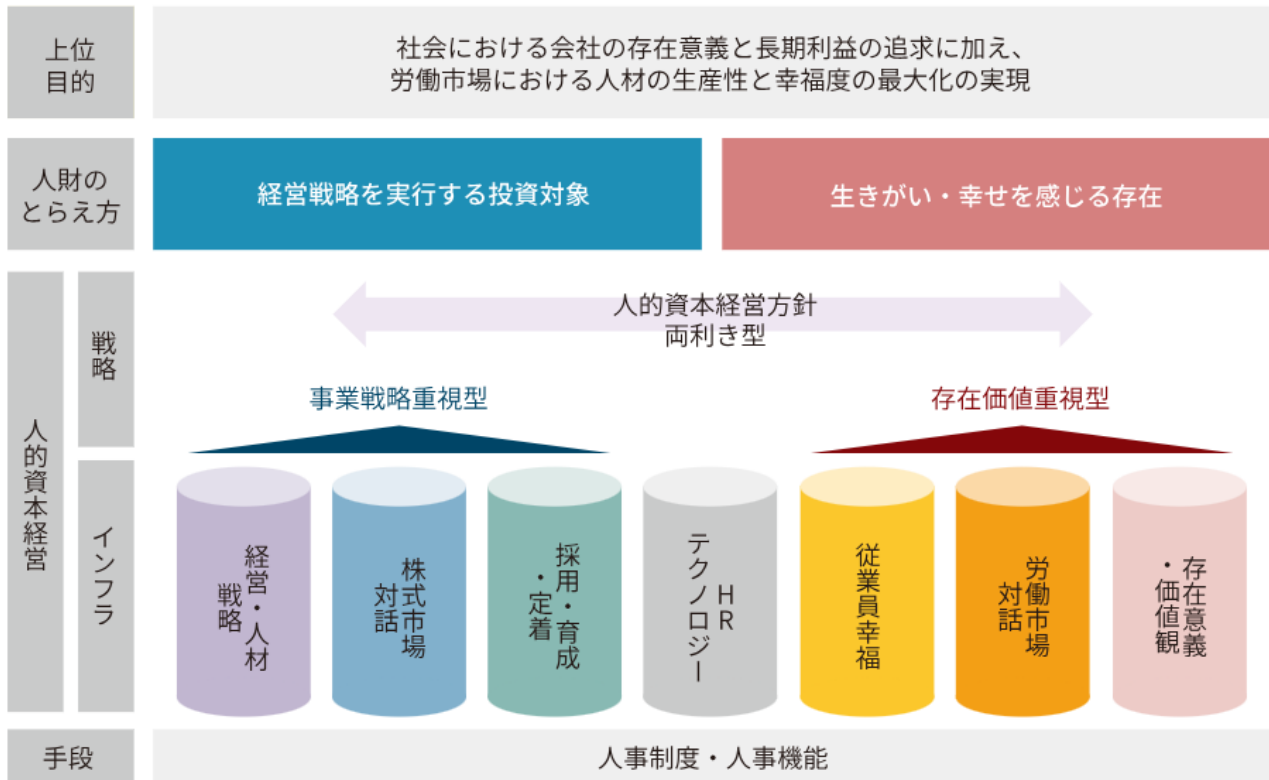 上位
目的
社会における会社の存在意義と長期利益の追求に加え、
労働市場における人材の生産性と幸福度の最大化の実現
人財の
とらえ方
経営戦略を実行する投資対象
生きがい・幸せを感じる存在
人的資本経営
戦略
人的資本経営方針
両利き型
事業戦略重視型
存在価値重視型
インフラ
経営・人材
戦略
株式市場
対話
採用・育成
・定着
HR
テクノロジー
従業員幸福
労働市場
対話
存在意義
・価値観
手段
人事制度・人事機能